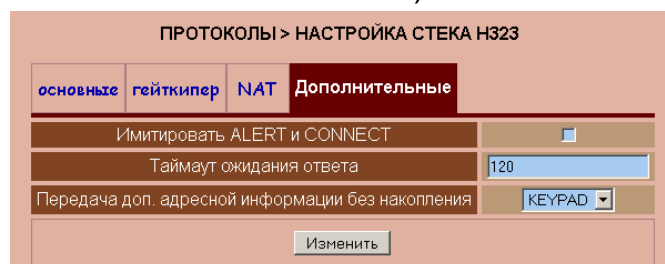 ПРОТОКОЛЫ > НАСТРОЙКА СТЕКА H323
основные гейткипер NAT Дополнительные
Имитировать ALERT и CONNECT
Таймаут ожидания ответа 120
Передача доп. адресной информации без накопления KEYPAD
Изменить